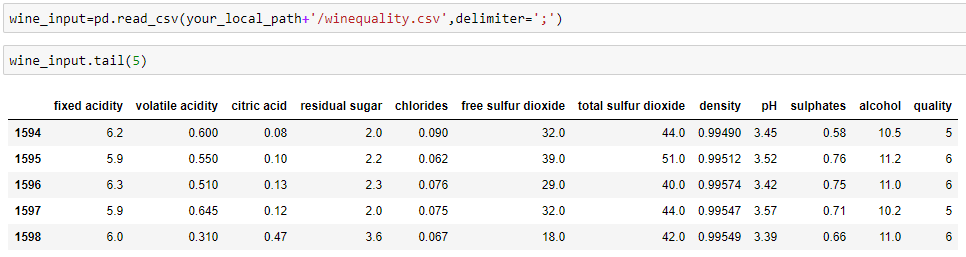 wine_input=pd.read_csv(your_local_path+'/winequality.csv',delimiter=';')
wine_input.tail(5)
fixed acidity volatile acidity citric acid residual sugar chlorides free sulfur dioxide total sulfur dioxide density pH sulphates alcohol quality
1594 6.2 0.600 0.08 2.0 0.090 32.0 44.0 0.99490 3.45 0.58 10.5 5
1595 5.9 0.550 0.10 2.2 0.062 39.0 51.0 0.99512 3.52 0.76 11.2 6
1596 6.3 0.510 0.13 2.3 0.076 29.0 40.0 0.99574 3.42 0.75 11.0 6
1597 5.9 0.645 0.12 2.0 0.075 32.0 44.0 0.99547 3.57 0.71 10.2 5
1598 6.0 0.310 0.47 3.6 0.067 18.0 42.0 0.99549 3.39 0.66 11.0 6